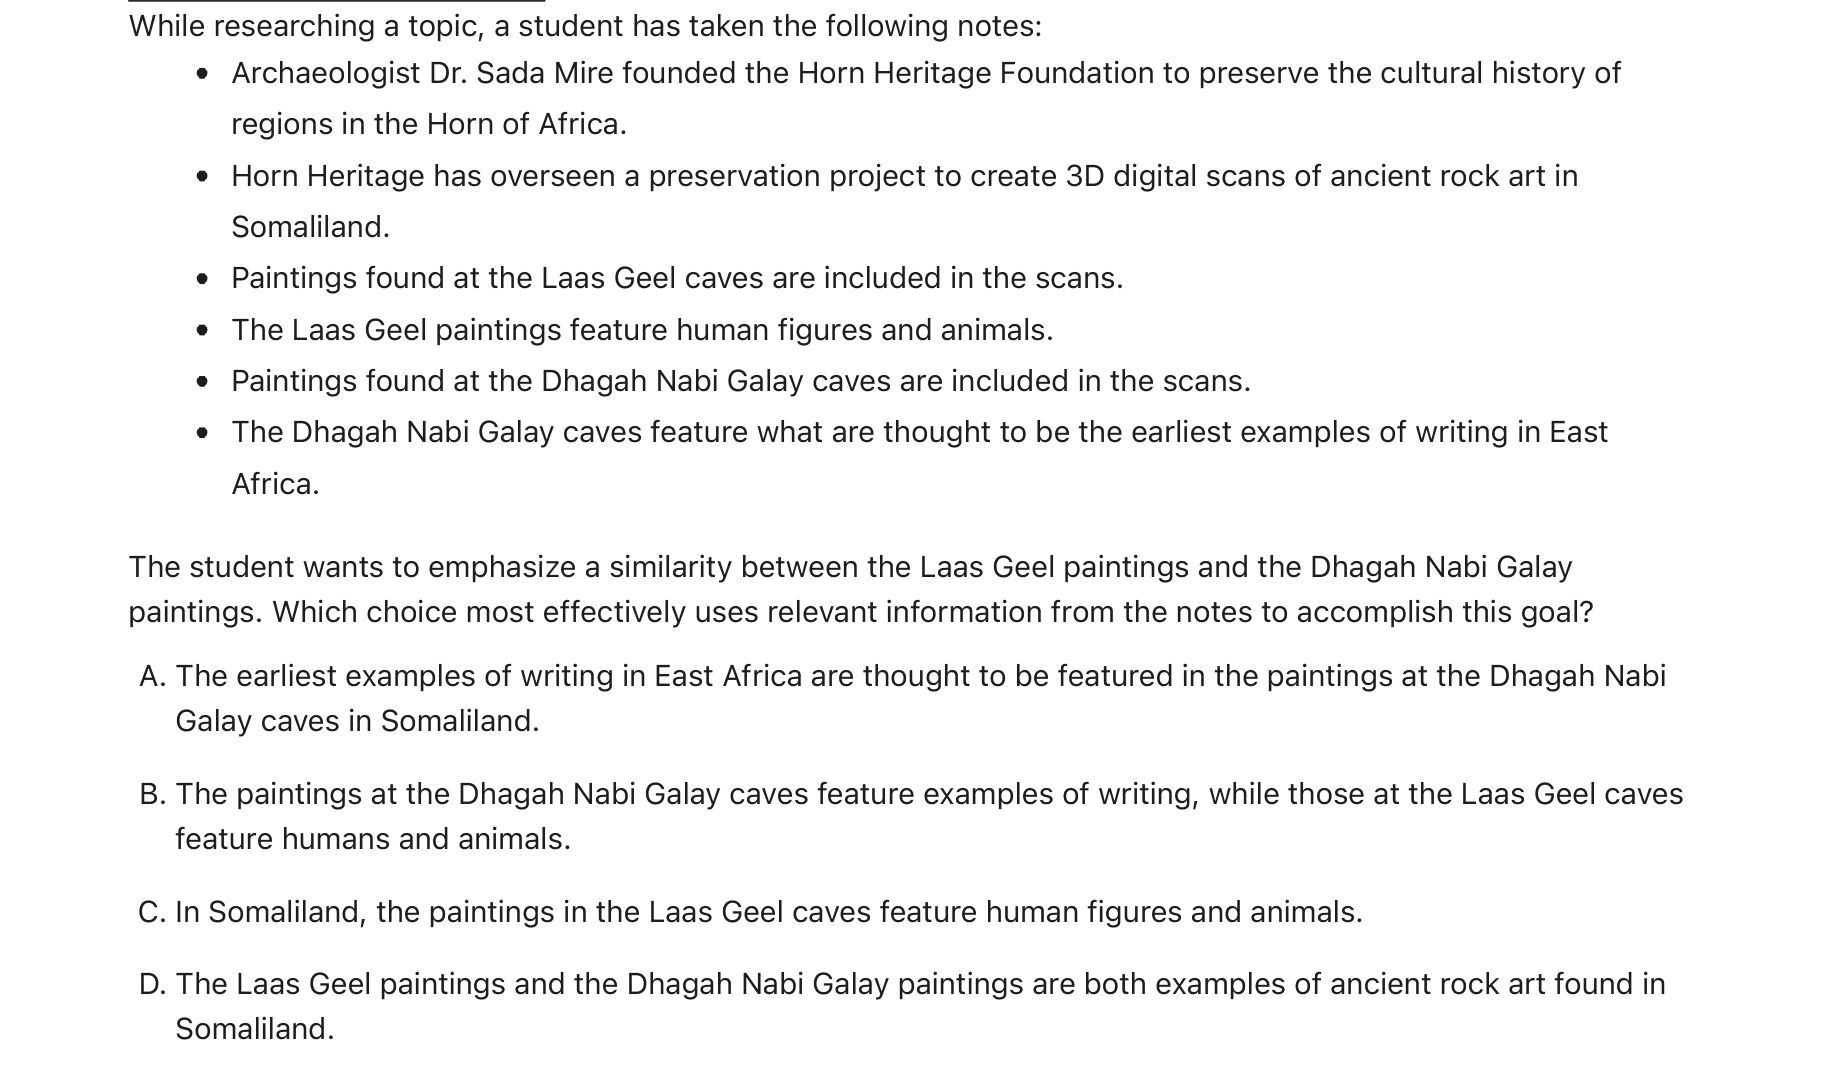 While researching a topic, a student has taken the following notes:
• Archaeologist Dr. Sada Mire founded the Horn Heritage Foundation to preserve the cultural history of
regions in the Horn of Africa.
• Horn Heritage has overseen a preservation project to create 3D digital scans of ancient rock art in
Somaliland.
• Paintings found at the Laas Geel caves are included in the scans.
• The Laas Geel paintings feature human figures and animals.
• Paintings found at the Dhagah Nabi Galay caves are included in the scans.
• The Dhagah Nabi Galay caves feature what are thought to be the earliest examples of writing in East
Africa.
The student wants to emphasize a similarity between the Laas Geel paintings and the Dhagah Nabi Galay
paintings. Which choice most effectively uses relevant information from the notes to accomplish this goal?
A. The earliest examples of writing in East Africa are thought to be featured in the paintings at the Dhagah Nabi
Galay caves in Somaliland.
B. The paintings at the Dhagah Nabi Galay caves feature examples of writing, while those at the Laas Geel caves
feature humans and animals.
C. In Somaliland, the paintings in the Laas Geel caves feature human figures and animals.
D. The Laas Geel paintings and the Dhagah Nabi Galay paintings are both examples of ancient rock art found in
Somaliland.